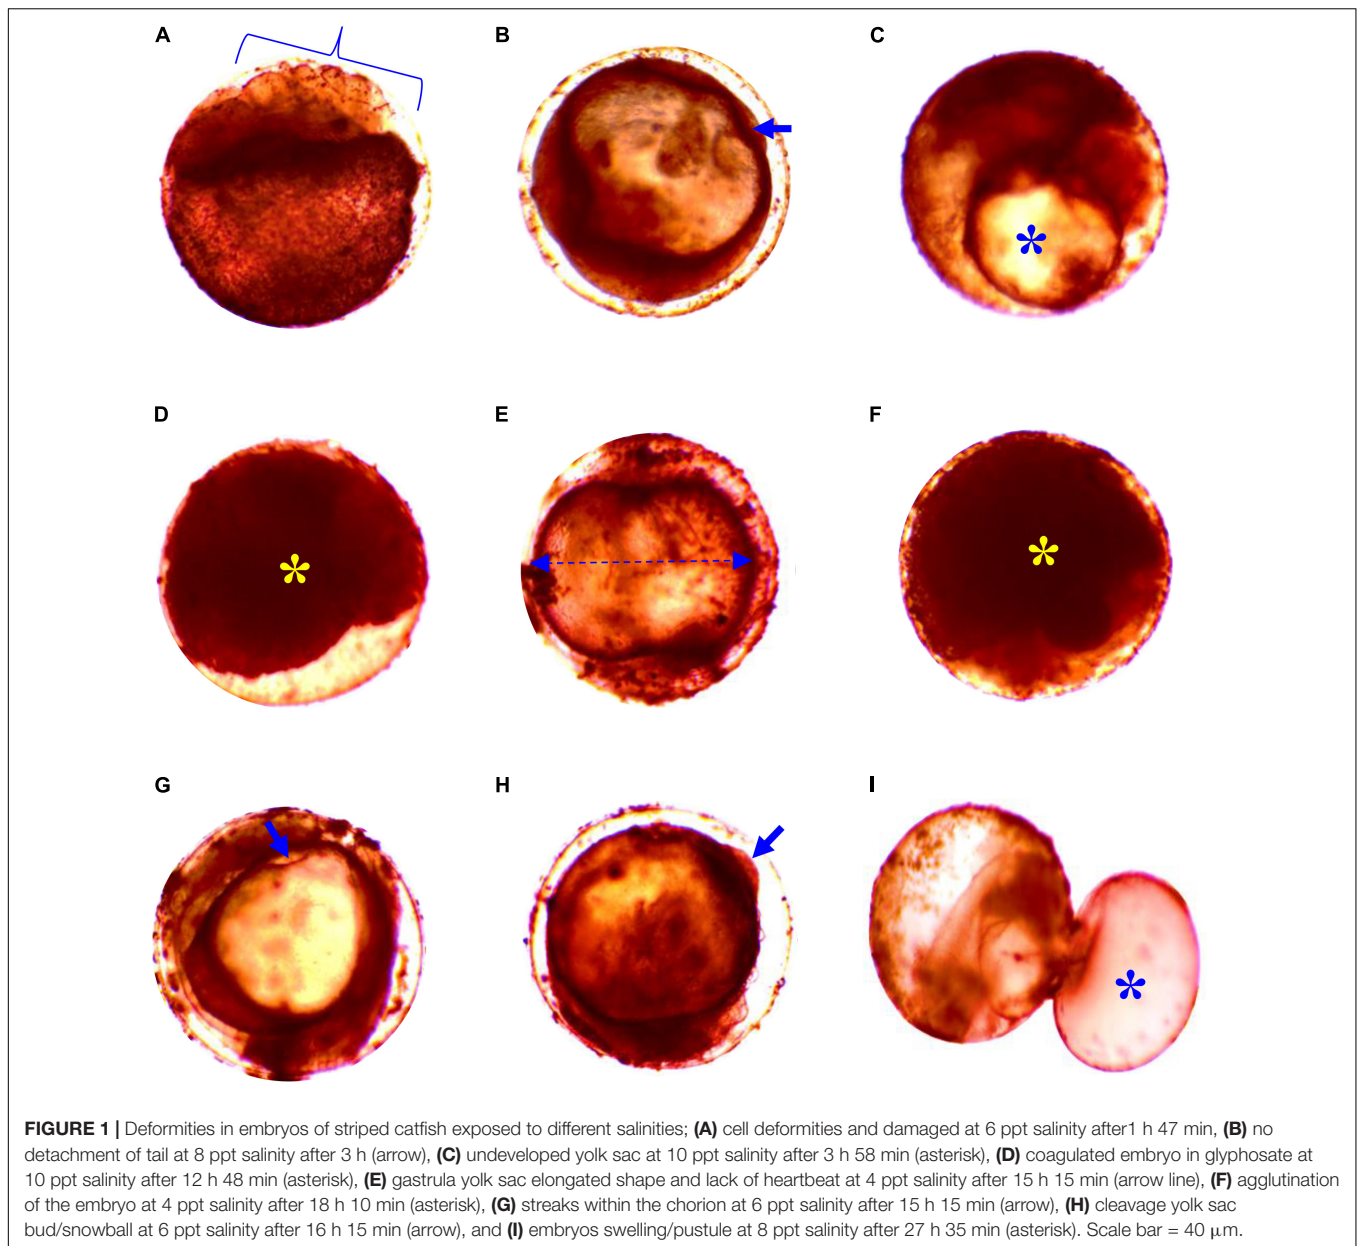 A B C
D E F
G H I
FIGURE 1 | Deformities in embryos of striped catfish exposed to different salinities; (A) cell deformities and damaged at 6 ppt salinity after1 h 47 min, (B) no
detachment of tail at 8 ppt salinity after 3 h (arrow), (C) undeveloped yolk sac at 10 ppt salinity after 3 h 58 min (asterisk), (D) coagulated embryo in glyphosate at
10 ppt salinity after 12 h 48 min (asterisk), (E) gastrula yolk sac elongated shape and lack of heartbeat at 4 ppt salinity after 15 h 15 min (arrow line), (F) agglutination
of the embryo at 4 ppt salinity after 18 h 10 min (asterisk), (G) streaks within the chorion at 6 ppt salinity after 15 h 15 min (arrow), (H) cleavage yolk sac
bud/snowball at 6 ppt salinity after 16 h 15 min (arrow), and (I) embryos swelling/pustule at 8 ppt salinity after 27 h 35 min (asterisk). Scale bar = 40 μm.